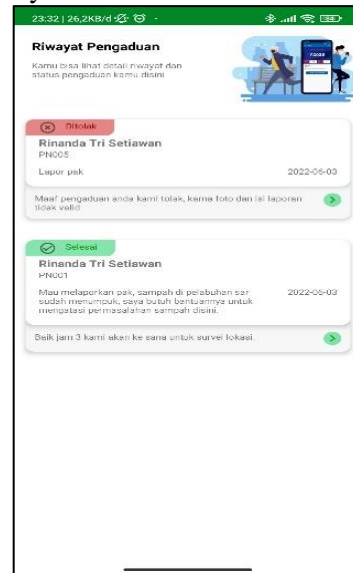 23:32 | 26,2KB/d
Riwayat Pengaduan
Kamu bisa lihat detail riwayat dan
status pengaduan kamu disini
Ditolak
Rinanda Tri Setiawan
PN005
Lapor pak 2022-06-03
Maaf pengaduan anda kami tolak, karna foto dan isi laporan
tidak valid
Selesai
Rinanda Tri Setiawan
PN001
Mau melaporkan pak, sampah di pelabuhan sar 2022-06-03
sudah menumpuk, saya butuh bantuannya untuk
mengatasi permasalahan sampah disini.
Baik jam 3 kami akan ke sana untuk survei lokasi.